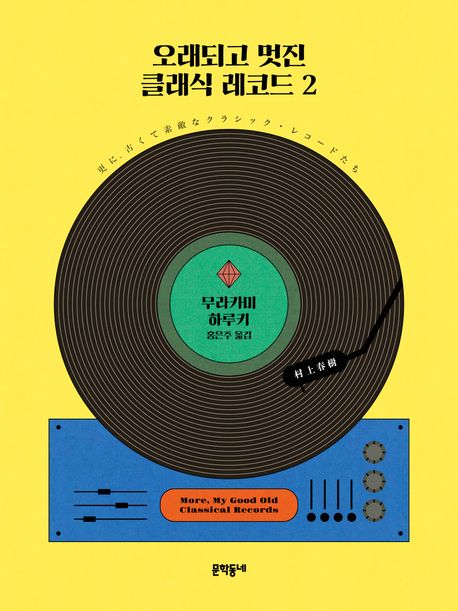 오래되고 멋진
클래식 레코드 2
更に、古くて素敵なクラシック・レコードたち
무라카미
하루키
홍은주 옮김
村上春樹
More, My Good Old
Classical Records
문학동네